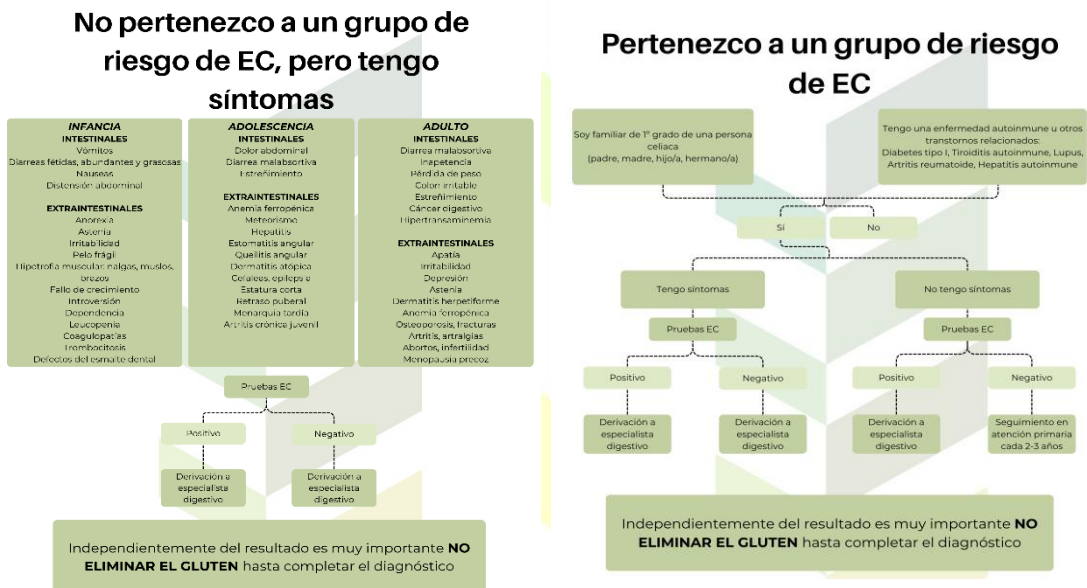 No pertenezco a un grupo de
riesgo de EC, pero tengo
síntomas
INFANCIA
INTESTINALES
Vómitos
Diarreas fétidas, abundantes y grasosas
Nauseas
Distensión abdominal
EXTRAINTESTINALES
Anorexia
Astenia
Irritabilidad
Pelo frágil
Hipotrofia muscular: nalgas, muslos,
brazos
Fallo de crecimiento
Introversión
Dependencia
Leucopenia
Coagulopatías
Trombocitosis
Defectos del esmalte dental
ADOLESCENCIA
INTESTINALES
Dolor abdominal
Diarrea malabsortiva
Estreñimiento
EXTRAINTESTINALES
Anemia ferropénica
Meteorismo
Hepatitis
Estomatitis angular
Queilitis angular
Dermatitis atópica
Cefaleas, epilepsia
Estatura corta
Retraso puberal
Menarquia tardía
Artritis crónica juvenil
ADULTO
INTESTINALES
Diarrea malabsortiva
Inapetencia
Pérdida de peso
Colon irritable
Estreñimiento
Cáncer digestivo
Hipertransaminemia
EXTRAINTESTINALES
Apatía
Irritabilidad
Depresión
Astenia
Dermatitis herpetiforme
Anemia ferropénica
Osteoporosis, fracturas
Artritis, artralgias
Abortos, infertilidad
Menopausia precoz
Pruebas EC
Positivo
Negativo
Derivación a
especialista
digestivo
Derivación a
especialista
digestivo
Independientemente del resultado es muy importante NO
ELIMINAR EL GLUTEN hasta completar el diagnóstico
Pertenezco a un grupo de riesgo
de EC
Soy familiar de 1º grado de una persona
celiaca
(padre, madre, hijo/a, hermano/a)
Tengo una enfermedad autoinmune u otros
transtornos relacionados:
Diabetes tipo I, Tiroiditis autoinmune, Lupus,
Artritis reumatoide, Hepatitis autoinmune
Sí
No
Tengo síntomas
No tengo síntomas
Pruebas EC
Pruebas EC
Positivo
Negativo
Positivo
Negativo
Derivación a
especialista
digestivo
Derivación a
especialista
digestivo
Derivación a
especialista
digestivo
Seguimiento en
atención primaria
cada 2-3 años
Independientemente del resultado es muy importante NO
ELIMINAR EL GLUTEN hasta completar el diagnóstico